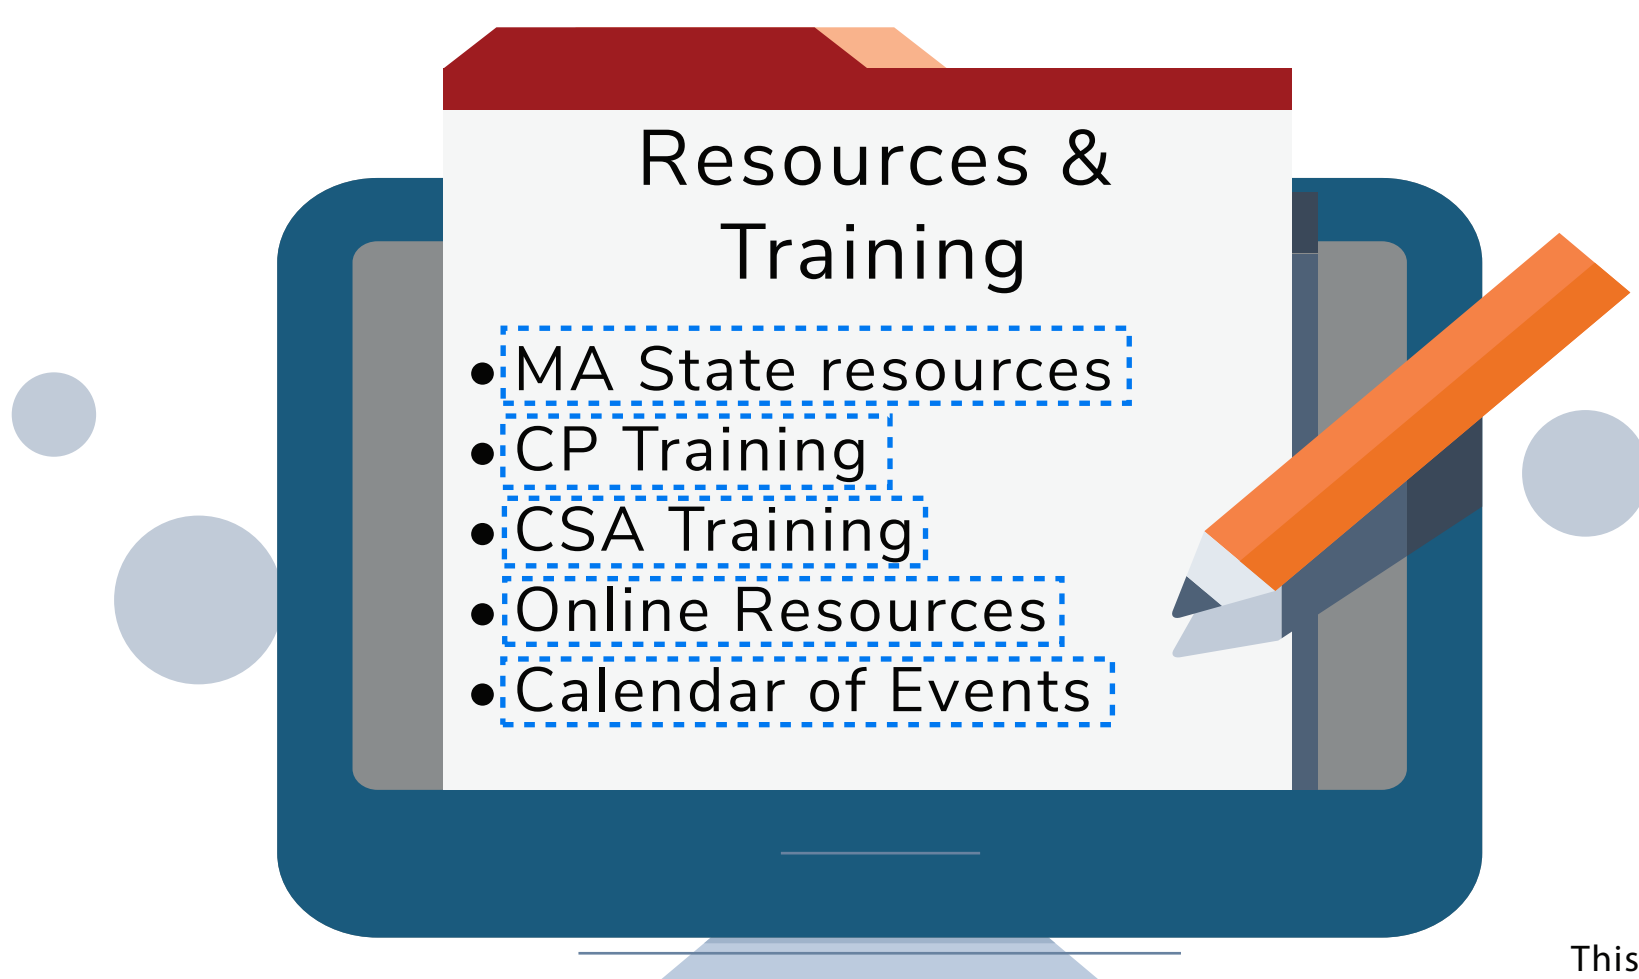 Resources &
Training
• MA State resources
• CP Training
• CSA Training
• Online Resources
• Calendar of Events
This